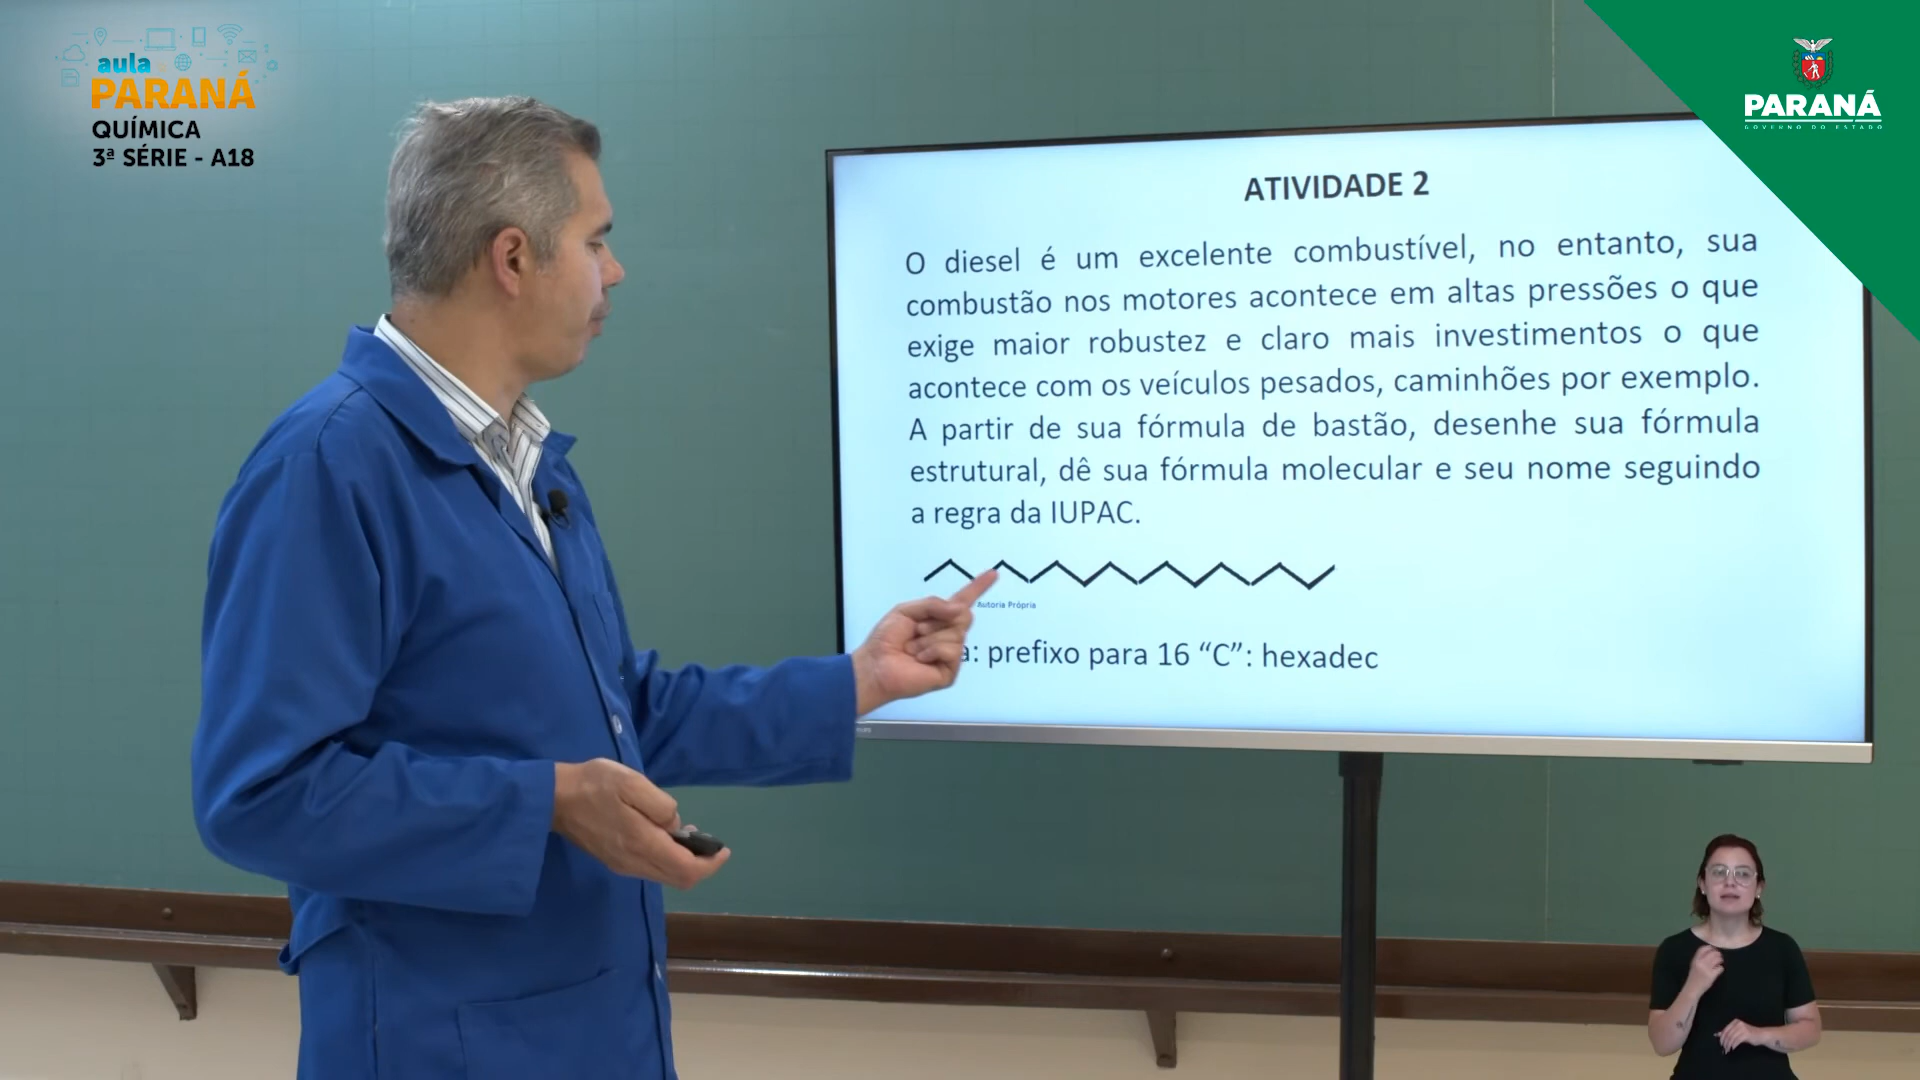 aula
PARANÁ
QUÍMICA
3ª SÉRIE - A18
PARANÁ
GOVERNO DO ESTADO
ATIVIDADE 2
O diesel é um excelente combustível, no entanto, sua
combustão nos motores acontece em altas pressões o que
exige maior robustez e claro mais investimentos o que
acontece com os veículos pesados, caminhões por exemplo.
A partir de sua fórmula de bastão, desenhe sua fórmula
estrutural, dê sua fórmula molecular e seu nome seguindo
a regra da IUPAC.
autoria Própria
a: prefixo para 16 “C”: hexadec